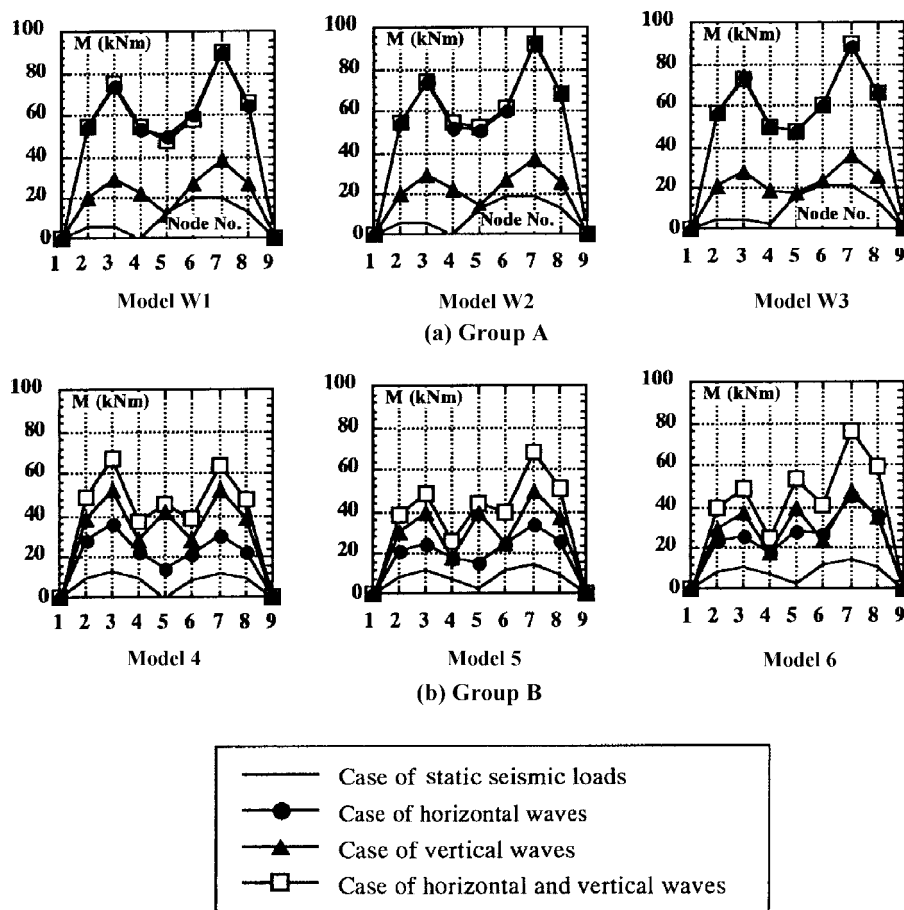 100 100 100
M (kNm) M (kNm) M (kNm)
80 80 80
60 60 60
40 40 40
20 20 20
Node No. Node No. Node No.
0 0 0
1 2 3 4 5 6 7 8 9 1 2 3 4 5 6 7 8 9 1 2 3 4 5 6 7 8 9
Model W1 Model W2 Model W3
(a) Group A
100 100 100
M (kNm) M (kNm) M (kNm)
80 80 80
60 60 60
40 40 40
20 20 20
0 0 0
1 2 3 4 5 6 7 8 9 1 2 3 4 5 6 7 8 9 1 2 3 4 5 6 7 8 9
Model 4 Model 5 Model 6
(b) Group B
Case of static seismic loads
Case of horizontal waves
Case of vertical waves
Case of horizontal and vertical waves